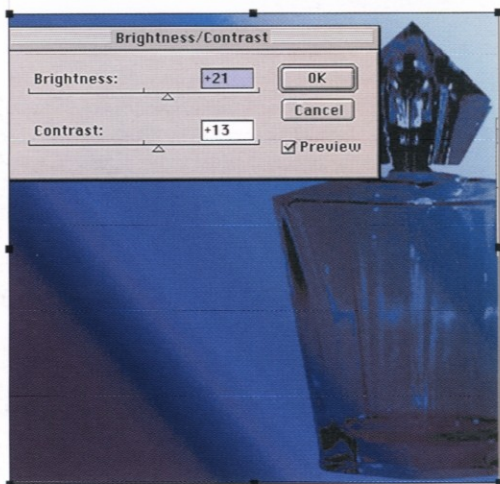 Brightness/Contrast
Brightness: +21 OK
Cancel
Contrast: +13
Preview